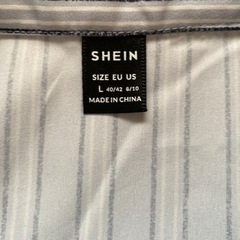 SHEIN
SIZE EU US
L 40/42 8/10
MADE IN CHINA